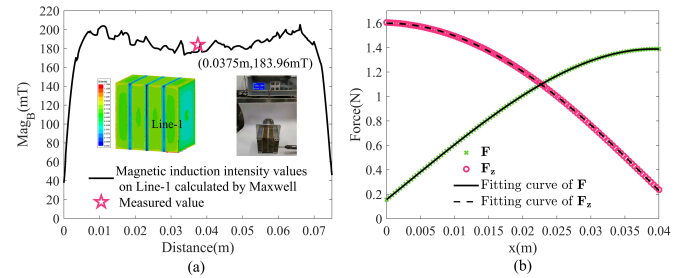 220
200
180
160
140
120
100
80
60
40
20
0
Mag_B(mT)
(0.0375m,183.96mT)
Line-1
Magnetic induction intensity values
on Line-1 calculated by Maxwell
Measured value
0 0.01 0.02 0.03 0.04 0.05 0.06 0.07
Distance(m)
(a)
1.6
1.4
1.2
1
0.8
0.6
0.4
0.2
0
Force(N)
F
F_z
Fitting curve of F
Fitting curve of F_z
0 0.005 0.01 0.015 0.02 0.025 0.03 0.035 0.04
x(m)
(b)